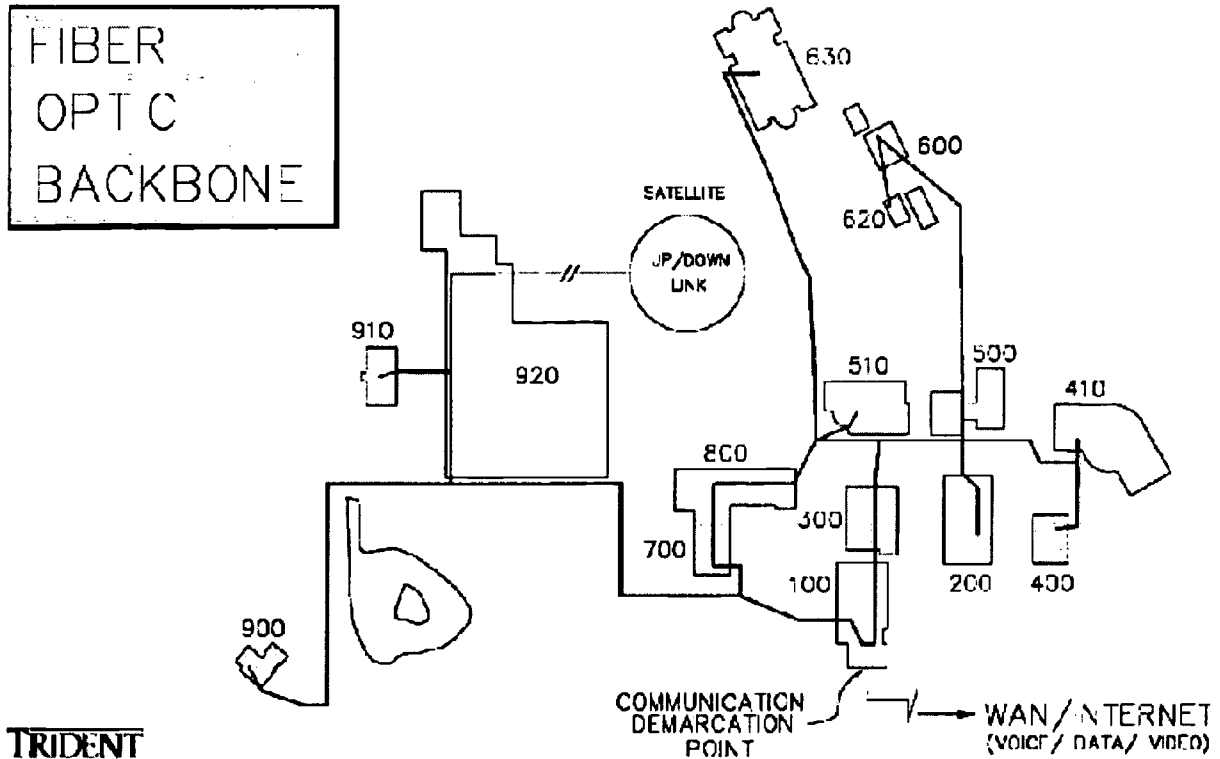 FIBER
OPT C
BACKBONE
630
600
SATELLITE
620
UP/DOWN
LINK
910
920
510
500
410
800
300
700
100
200
400
900
COMMUNICATION
DEMARCATION
POINT
WAN/INTERNET
(VOICE/ DATA/ VIDEO)
TRIDENT